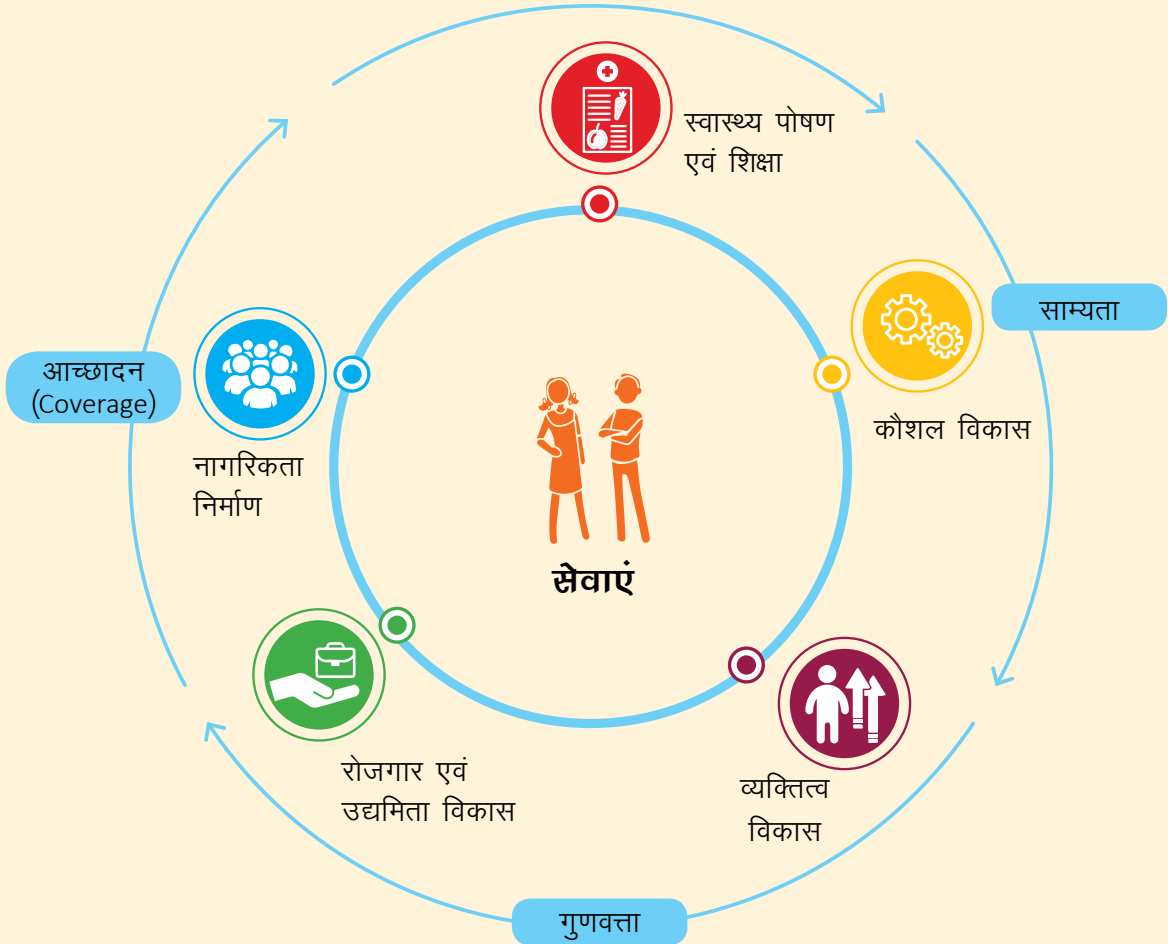 स्वास्थ्य पोषण
एवं शिक्षा
साम्यता
कौशल विकास
आच्छादन
(Coverage)
नागरिकता
निर्माण
सेवाएं
रोजगार एवं
उद्यमिता विकास
व्यक्तित्व
विकास
गुणवत्ता